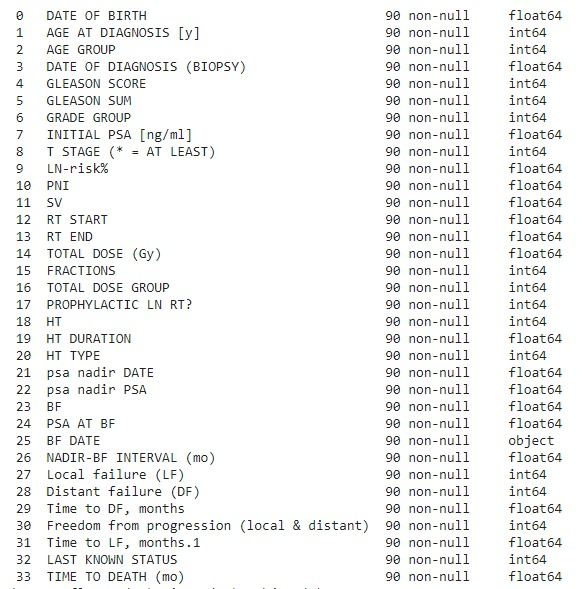 0 DATE OF BIRTH 90 non-null float64
1 AGE AT DIAGNOSIS [y] 90 non-null int64
2 AGE GROUP 90 non-null int64
3 DATE OF DIAGNOSIS (BIOPSY) 90 non-null float64
4 GLEASON SCORE 90 non-null int64
5 GLEASON SUM 90 non-null int64
6 GRADE GROUP 90 non-null int64
7 INITIAL PSA [ng/ml] 90 non-null float64
8 T STAGE (* = AT LEAST) 90 non-null int64
9 LN-risk% 90 non-null float64
10 PNI 90 non-null float64
11 SV 90 non-null float64
12 RT START 90 non-null float64
13 RT END 90 non-null float64
14 TOTAL DOSE (Gy) 90 non-null float64
15 FRACTIONS 90 non-null int64
16 TOTAL DOSE GROUP 90 non-null int64
17 PROPHYLACTIC LN RT? 90 non-null int64
18 HT 90 non-null int64
19 HT DURATION 90 non-null float64
20 HT TYPE 90 non-null int64
21 psa nadir DATE 90 non-null float64
22 psa nadir PSA 90 non-null float64
23 BF 90 non-null float64
24 PSA AT BF 90 non-null float64
25 BF DATE 90 non-null object
26 NADIR-BF INTERVAL (mo) 90 non-null float64
27 Local failure (LF) 90 non-null int64
28 Distant failure (DF) 90 non-null int64
29 Time to DF, months 90 non-null float64
30 Freedom from progression (local & distant) 90 non-null int64
31 Time to LF, months.1 90 non-null float64
32 LAST KNOWN STATUS 90 non-null int64
33 TIME TO DEATH (mo) 90 non-null float64